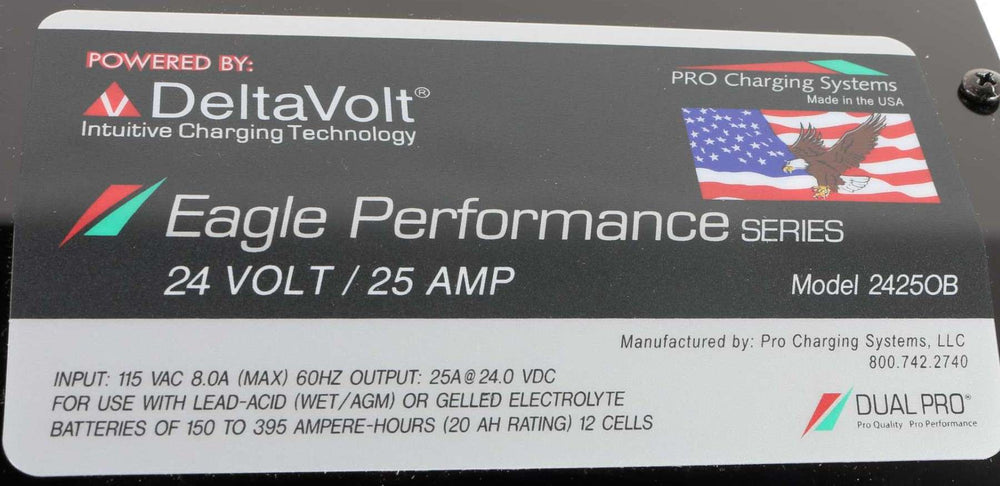 POWERED BY:
DeltaVolt®
Intuitive Charging Technology
PRO Charging Systems
Made in the USA
Eagle Performance SERIES
24 VOLT / 25 AMP
Model 2425OB
Manufactured by: Pro Charging Systems, LLC
800.742.2740
INPUT: 115 VAC 8.0A (MAX) 60HZ OUTPUT: 25A@24.0 VDC
FOR USE WITH LEAD-ACID (WET/AGM) OR GELLED ELECTROLYTE
BATTERIES OF 150 TO 395 AMPERE-HOURS (20 AH RATING) 12 CELLS
DUAL PRO®
Pro Quality Pro Performance